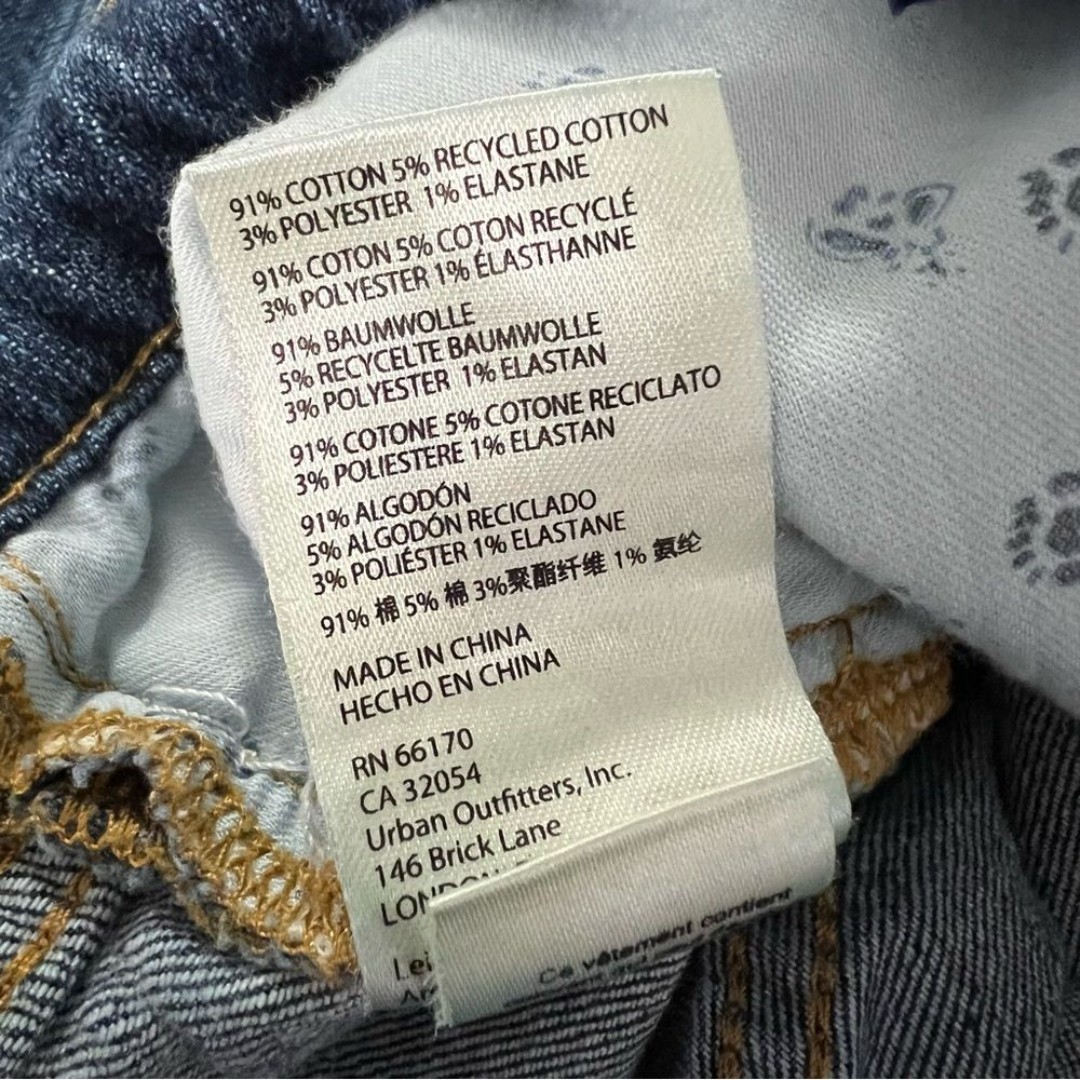 91% COTTON 5% RECYCLED COTTON
3% POLYESTER 1% ELASTANE
91% COTON 5% COTON RECYCLÉ
3% POLYESTER 1% ÉLASTHANNE
91% BAUMWOLLE
5% RECYCELTE BAUMWOLLE
3% POLYESTER 1% ELASTAN
91% COTONE 5% COTONE RECICLATO
3% POLIESTERE 1% ELASTAN
91% ALGODÓN
5% ALGODÓN RECICLADO
3% POLIÉSTER 1% ELASTANE
91% 棉 5% 棉 3%聚酯纤维 1% 氨纶
MADE IN CHINA
HECHO EN CHINA
RN 66170
CA 32054
Urban Outfitters, Inc.
146 Brick Lane
LONDON
Ce vêtement contient